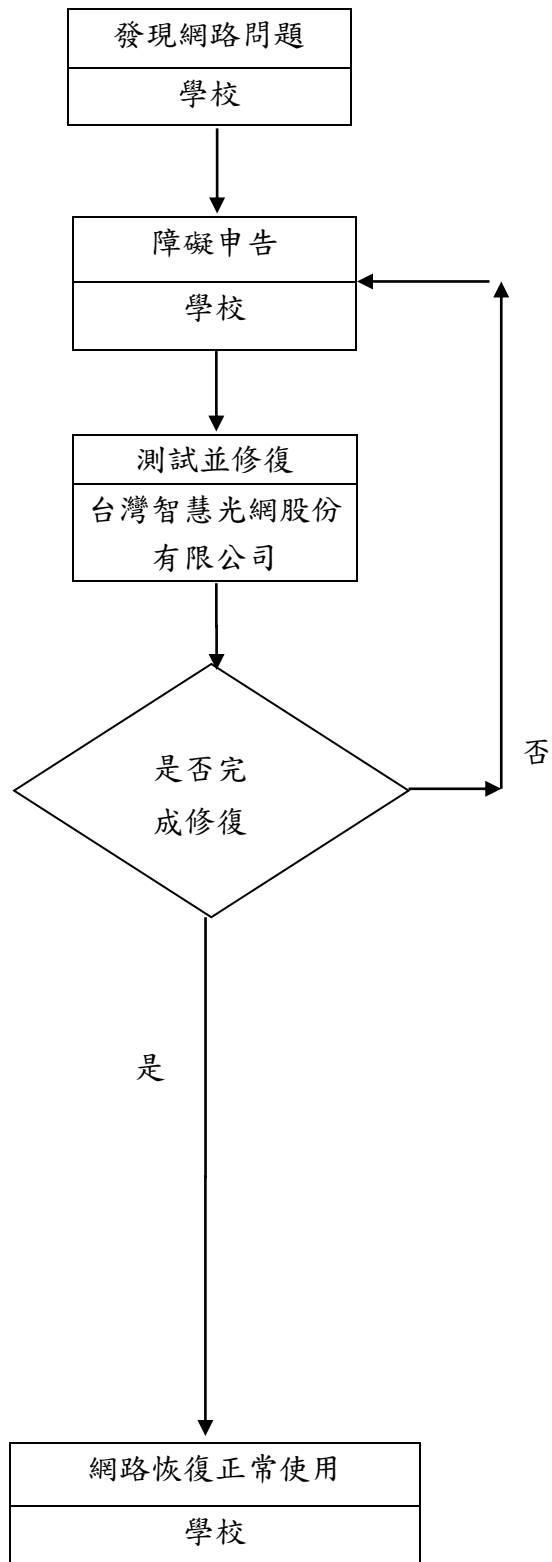 發現網路問題
學校
障礙申告
學校
測試並修復
台灣智慧光網股份
有限公司
是否完
成修復
否
是
網路恢復正常使用
學校